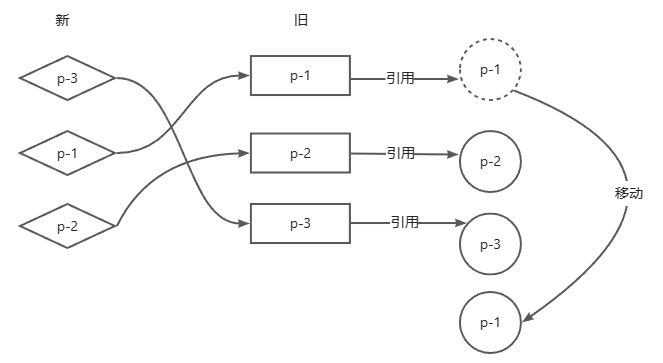 新 旧
p-3 p-1 引用 p-1
p-1 p-2 引用 p-2
移动
p-2 p-3 引用 p-3
p-1